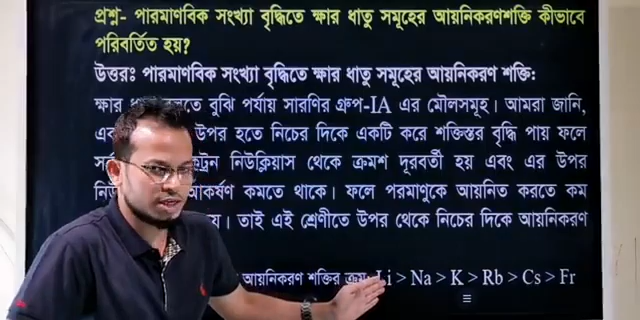 প্রশ্ন- পারমাণবিক সংখ্যা বৃদ্ধিতে ক্ষার ধাতু সমূহের আয়নিকরণশক্তি কীভাবে
পরিবর্তিত হয়?
উত্তরঃ পারমাণবিক সংখ্যা বৃদ্ধিতে ক্ষার ধাতু সমূহের আয়নিকরণ শক্তি:
ক্ষার বুঝি পর্যায় সারণির গ্রুপ-IA এর মৌলসমূহ। আমরা জানি,
উপর হতে নিচের দিকে একটি করে শক্তিস্তর বৃদ্ধি পায় ফলে
নিউক্লিয়াস থেকে ক্রমশ দূরবর্তী হয় এবং এর উপর
আকর্ষণ কমতে থাকে। ফলে পরমাণুকে আয়নিত করতে কম
তাই এই শ্রেণীতে উপর থেকে নিচের দিকে আয়নিকরণ
আয়নিকরণ শক্তির ক্রম: Li > Na > K > Rb > Cs > Fr